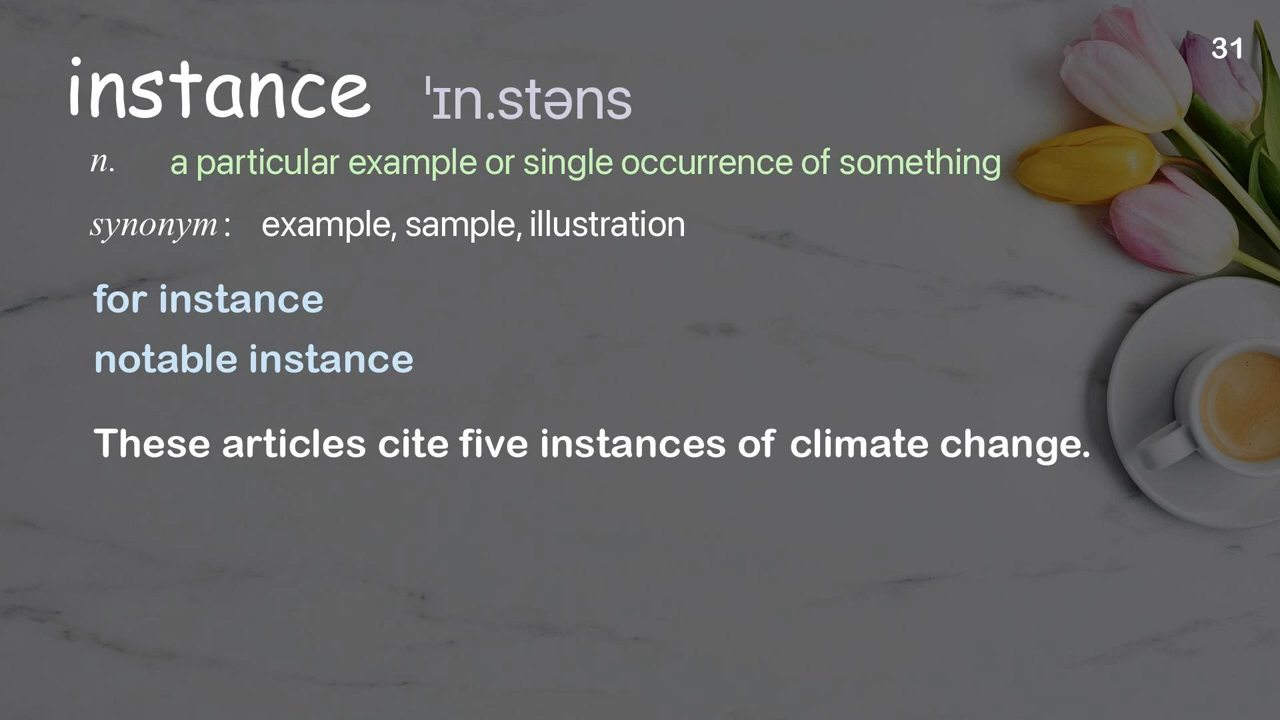 31
instance ˈɪn.stəns
n. a particular example or single occurrence of something
synonym: example, sample, illustration
for instance
notable instance
These articles cite five instances of climate change.